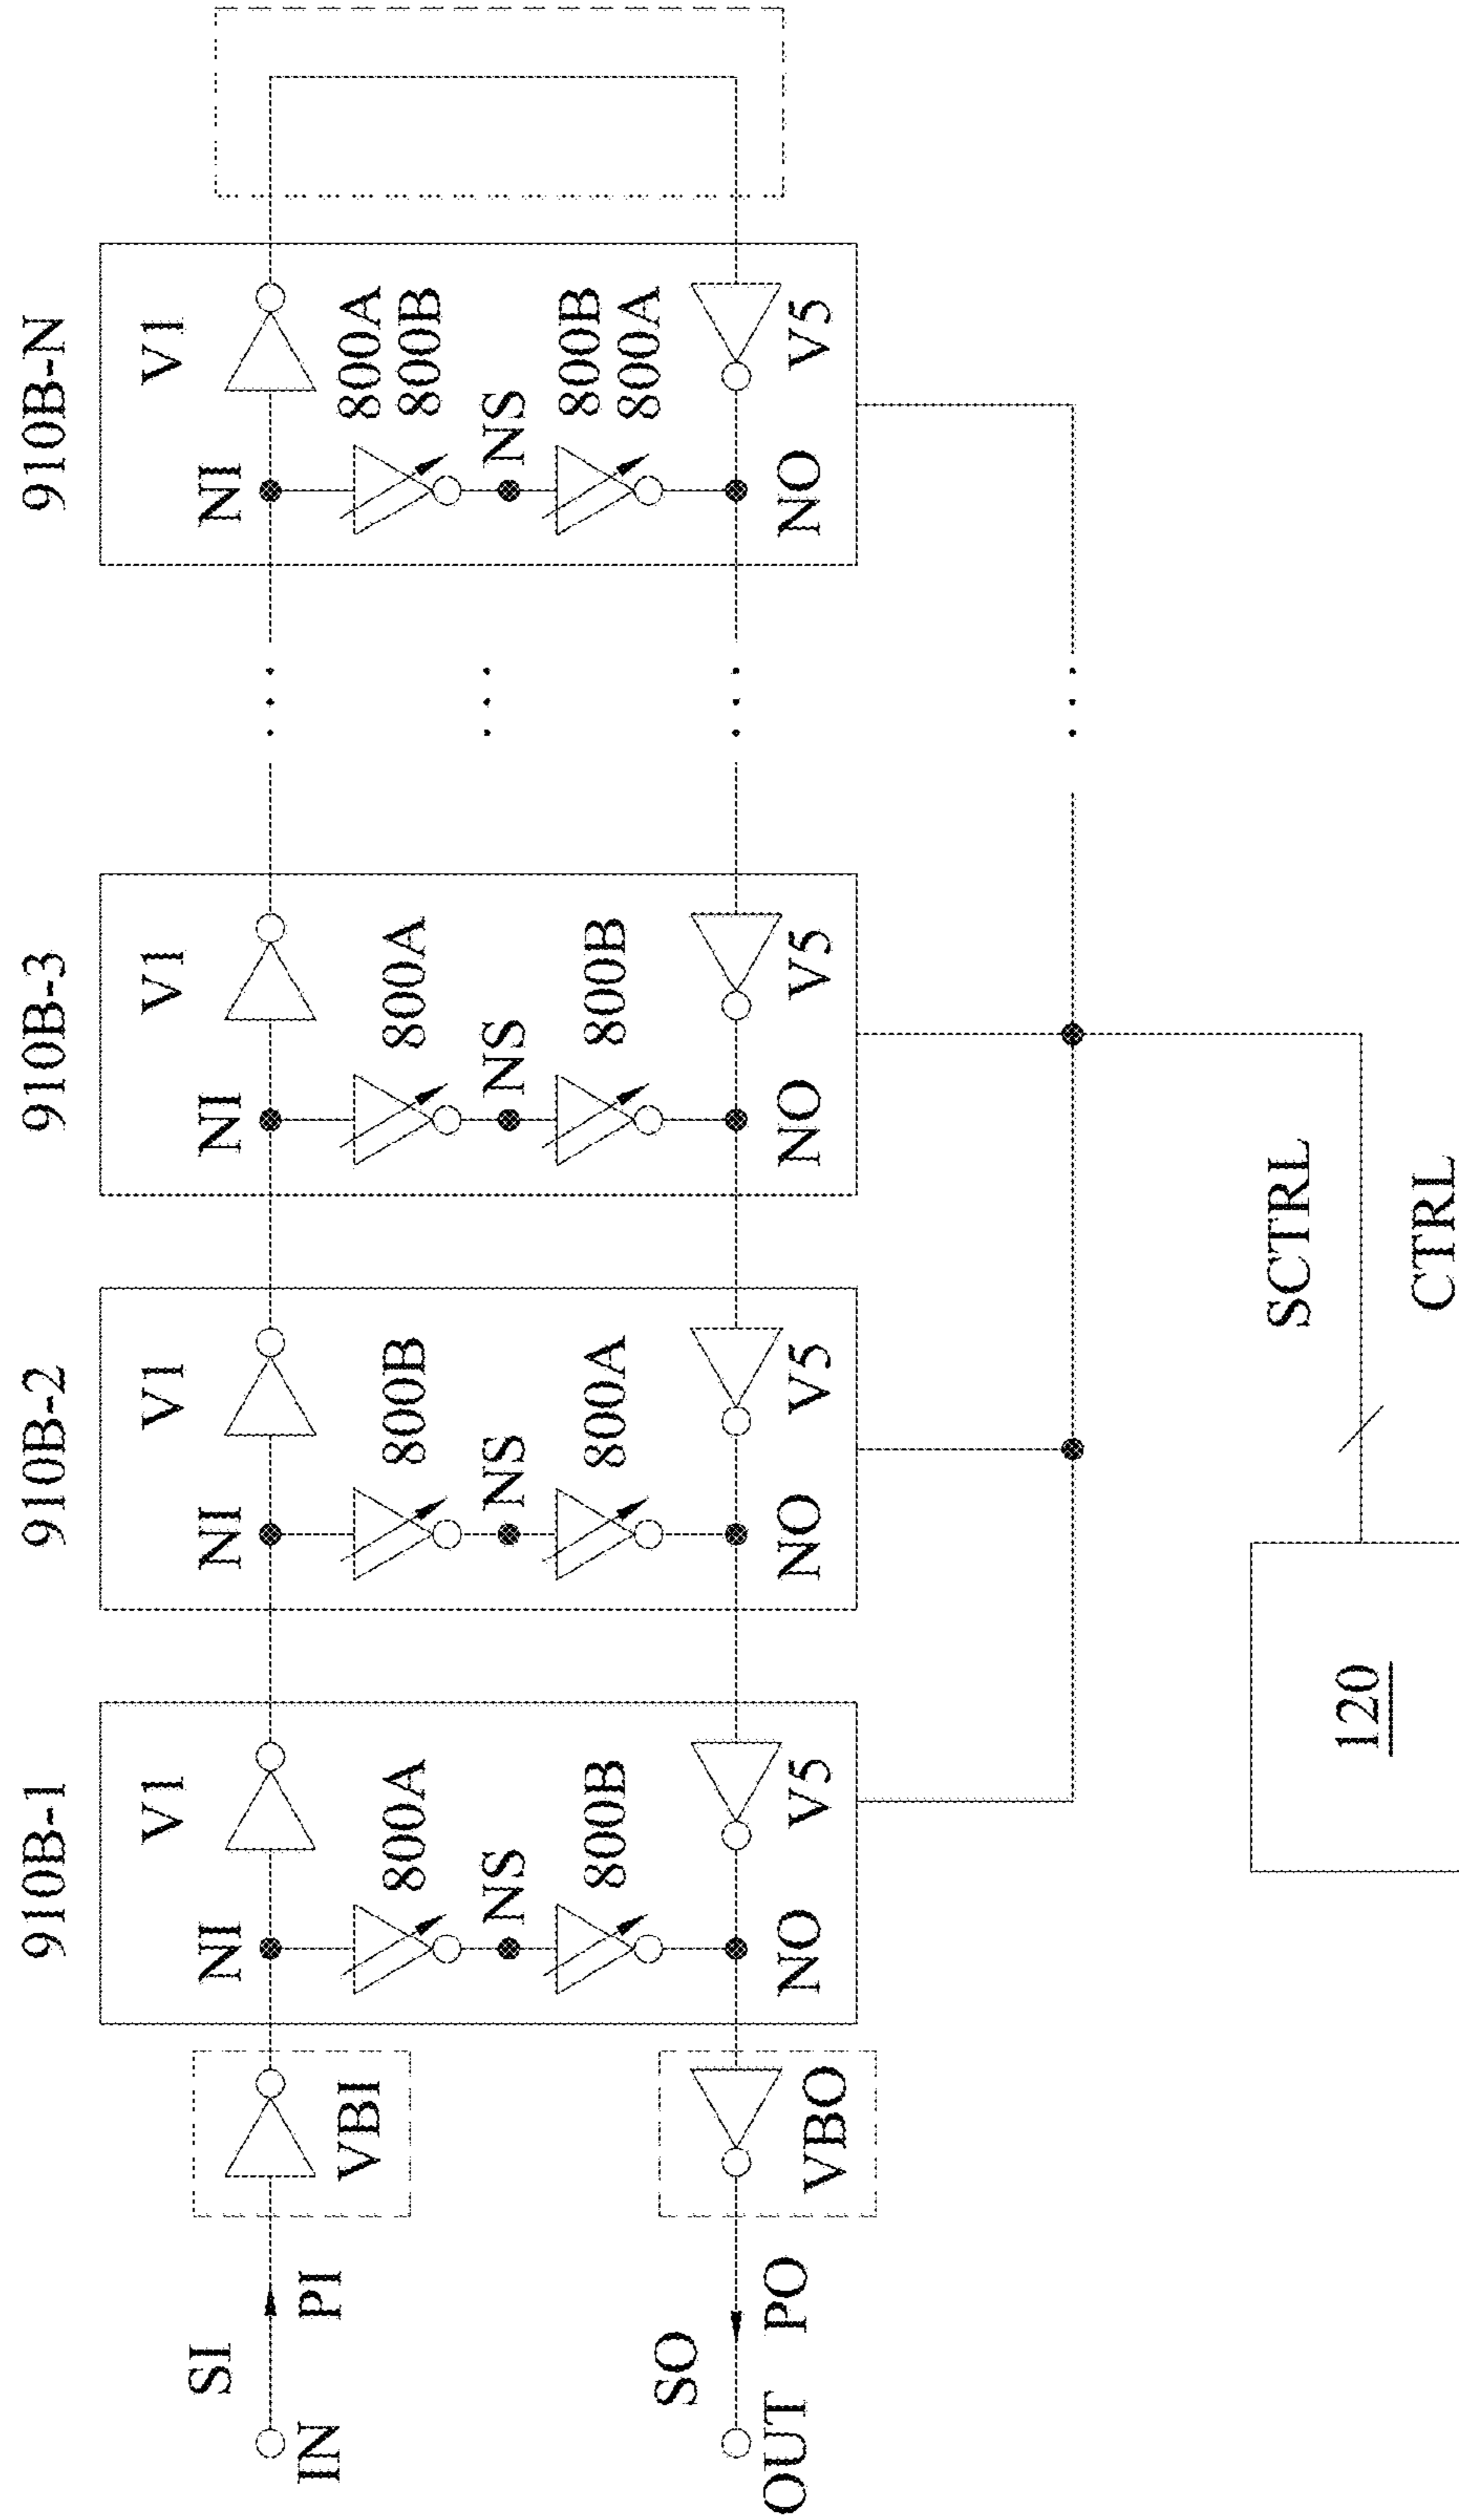 910B-1
910B-2
910B-3
910B-N
SI
IN
PI
VBI
NI
V1
800A
NS
800B
NO
V5
NI
V1
800B
NS
800A
NO
V5
NI
V1
800A
NS
800B
NO
V5
NI
V1
800A
800B
NS
800B
800A
NO
V5
SO
OUT
PO
VBO
SCTRL
CTRL
120